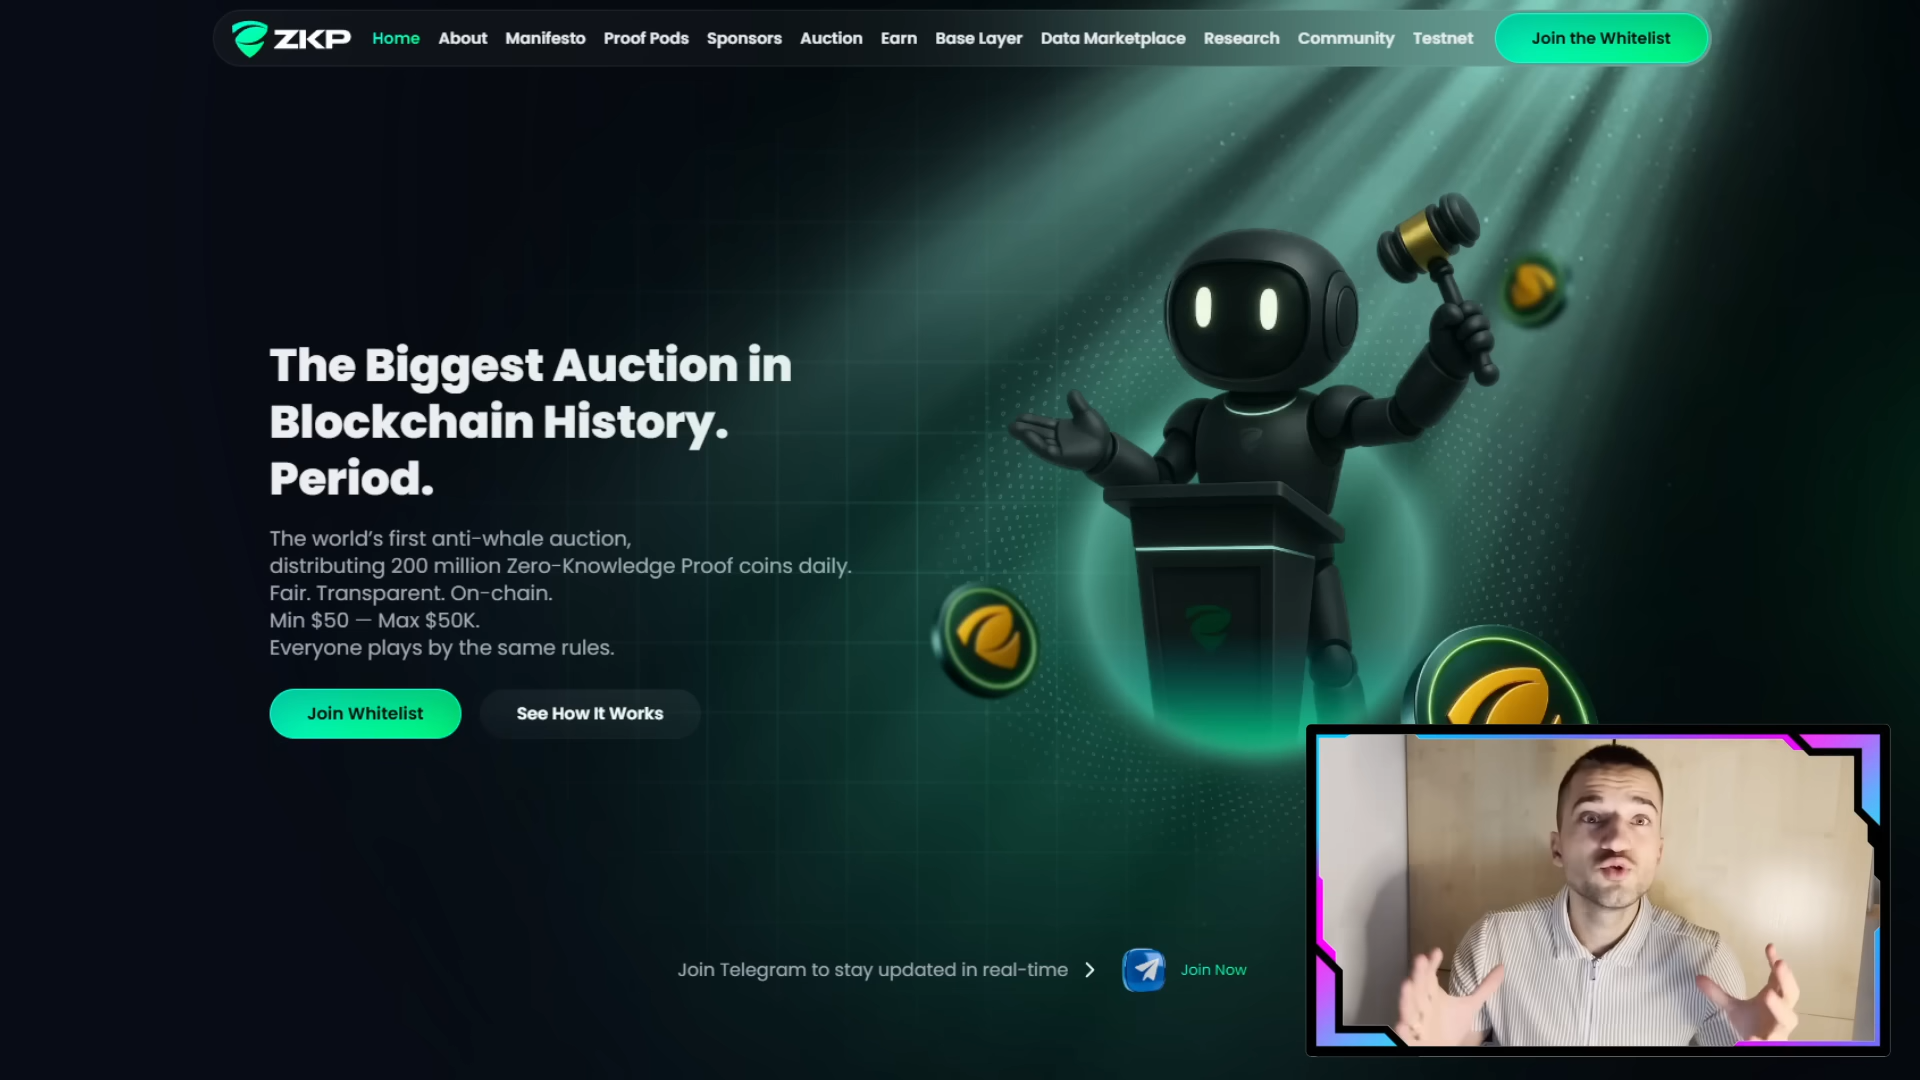 ZKP
Home About Manifesto Proof Pods Sponsors Auction Earn Base Layer Data Marketplace Research Community Testnet Join the Whitelist
The Biggest Auction in
Blockchain History.
Period.
The world's first anti-whale auction,
distributing 200 million Zero-Knowledge Proof coins daily.
Fair. Transparent. On-chain.
Min $50 — Max $50K.
Everyone plays by the same rules.
Join Whitelist See How It Works
Join Telegram to stay updated in real-time Join Now